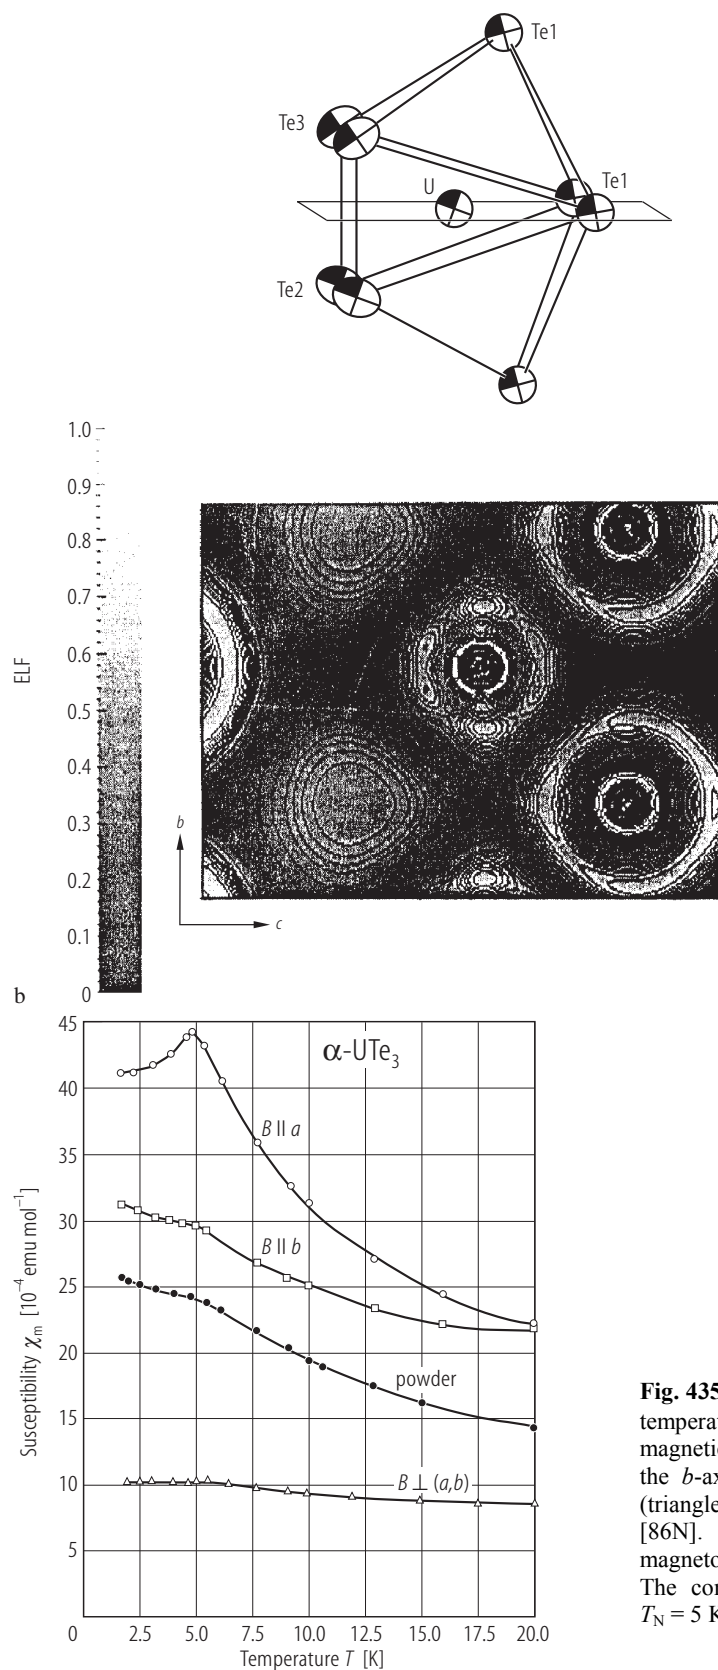 Te1
Te3
U
Te1
Te2
1.0
0.9
0.8
0.7
0.6
0.5
0.4
0.3
0.2
0.1
0
ELF
b
c
b
45
40
35
30
25
20
15
10
5
0
2.5
5.0
7.5
10.0
12.5
15.0
17.5
20.0
α-UTe₃
B || a
B || b
powder
B ⊥ (a,b)
Susceptibility χₘ [10⁻⁴ emu mol⁻¹]
Temperature T [K]
Fig. 435
temperat
magnetic
the b-ax
(triangle
[86N].
magneto
The cor
T_N = 5 K